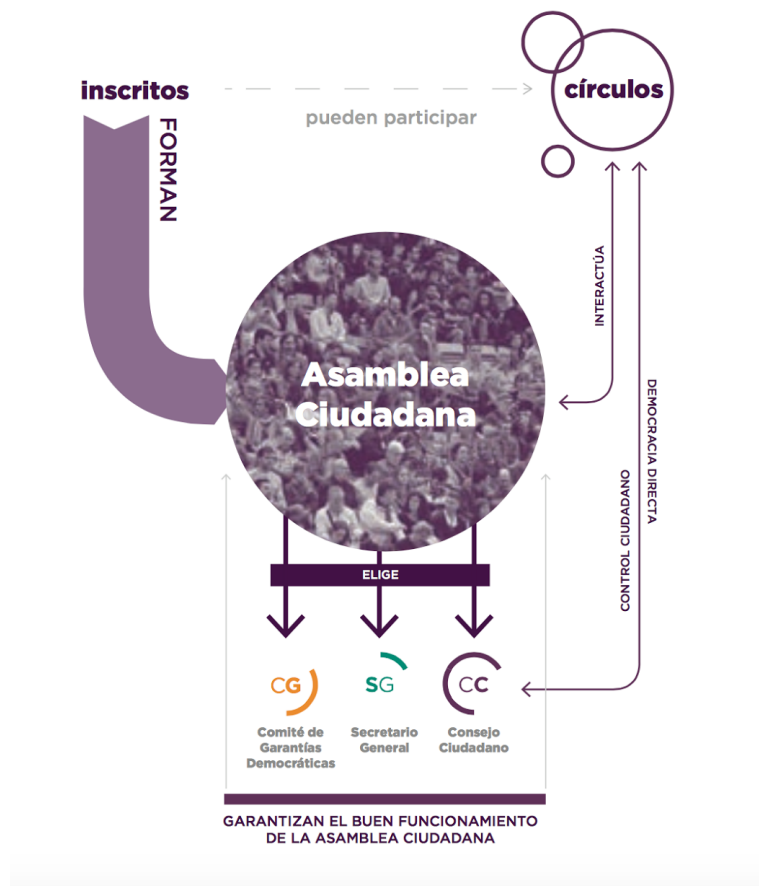 inscritos
pueden participar
círculos
FORMAN
INTERACTÚA
Asamblea
Ciudadana
DEMOCRACIA DIRECTA
CONTROL CIUDADANO
ELIGE
CG
SG
CC
Comité de
Garantías
Democráticas
Secretario
General
Consejo
Ciudadano
GARANTIZAN EL BUEN FUNCIONAMIENTO
DE LA ASAMBLEA CIUDADANA